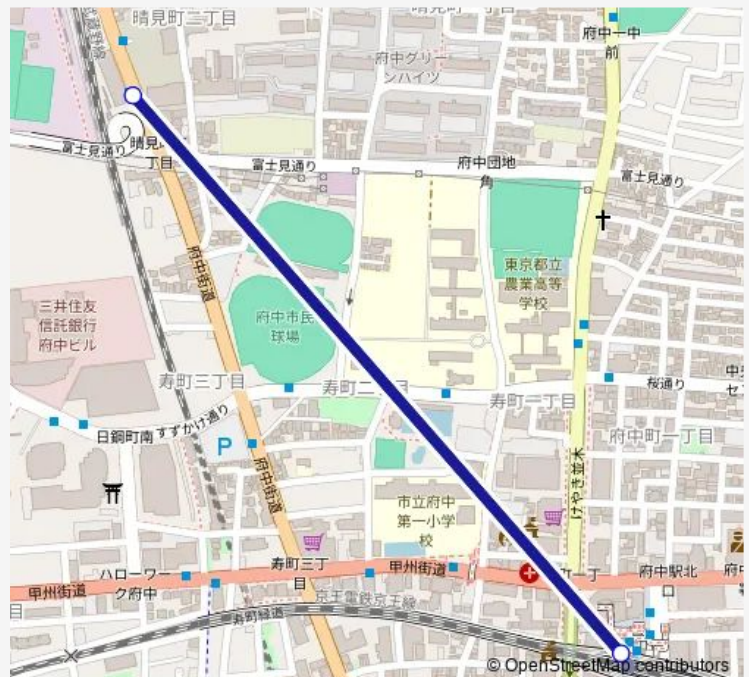 晴見町二丁目
府中一中
前
府中グリー
ンハイツ
富士見通り
丁目
富士見通り
府中団地
角
富士見通り
府中街道
東京都立
農業高等
学校
三井住友
信託銀行
府中ビル
府中市民
球場
寿町三丁目
寿町二
目
寿町一丁目
桜通り
日鋼町南
すずかけ通り
P
府中町一丁目
府中街道
けやき並木
市立府中
第一小学
校
ハローワー
ク府中
寿町三丁
目
甲州街道
府中駅北
口
甲州街道
京王電鉄京王線
寿町緑道
© OpenStreetMap contributors